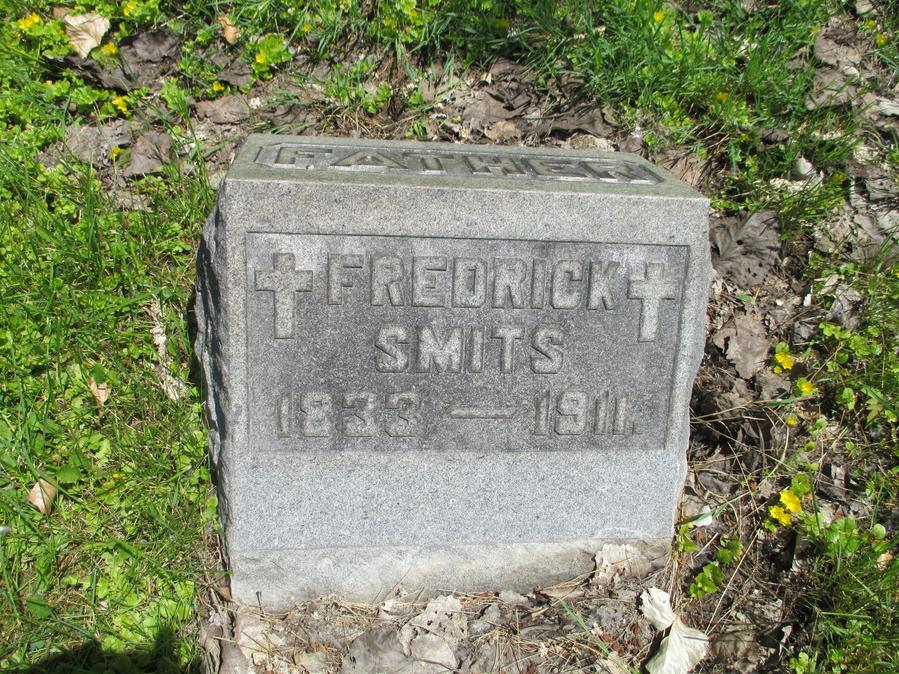 FATHER
FREDRICK
SMITS
1833 — 1911.